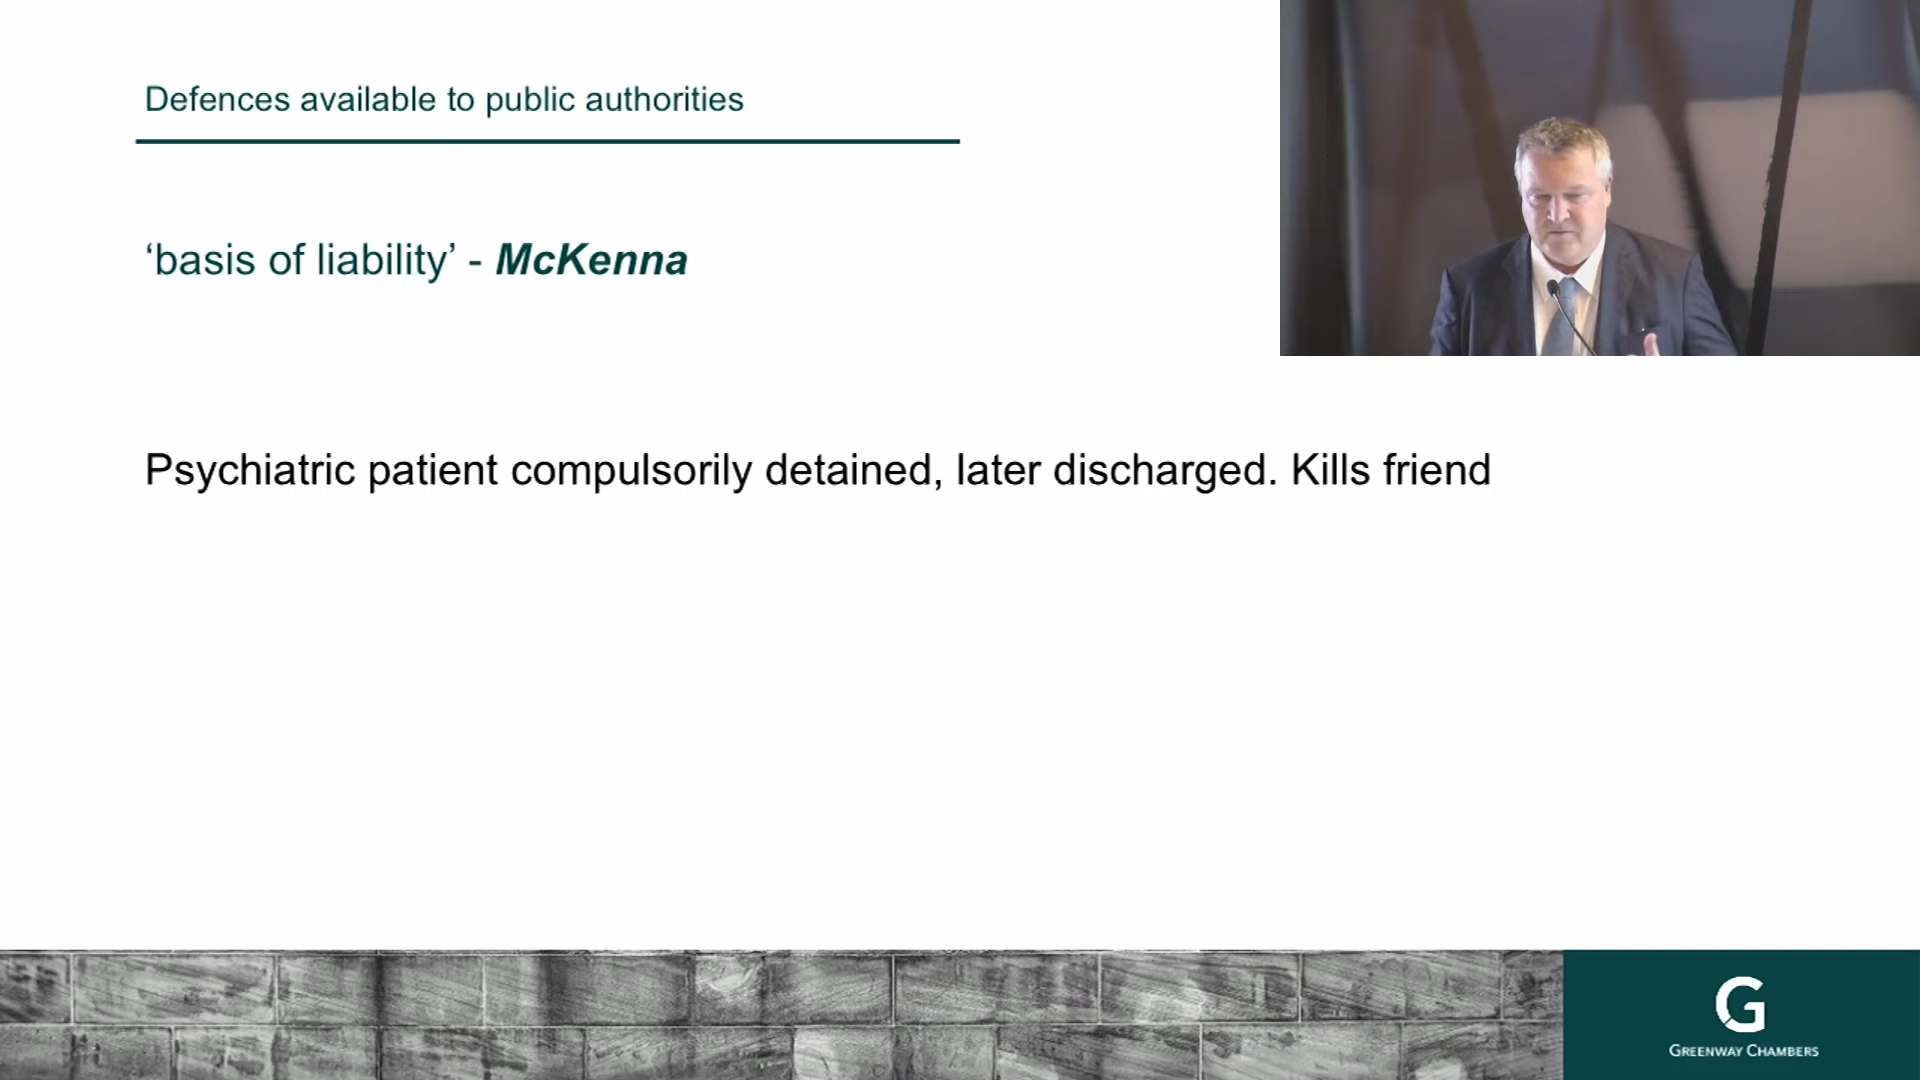 Defences available to public authorities
‘basis of liability’ - McKenna
Psychiatric patient compulsorily detained, later discharged. Kills friend
G
GREENWAY CHAMBERS